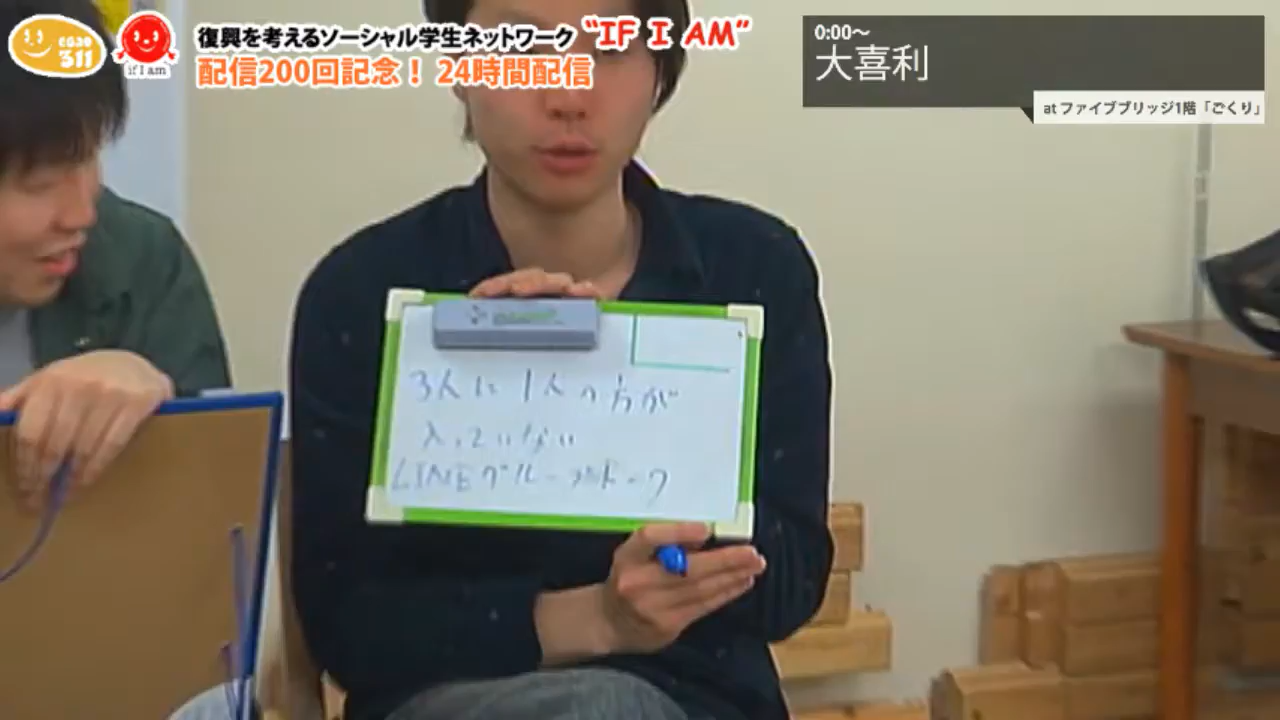 cgao
311
if I am
復興を考えるソーシャル学生ネットワーク "IF I AM"
配信200回記念! 24時間配信
0:00〜
大喜利
at ファイブブリッジ1階「ごくり」
3人に1人の方が
入っていない
LINEグループトーク